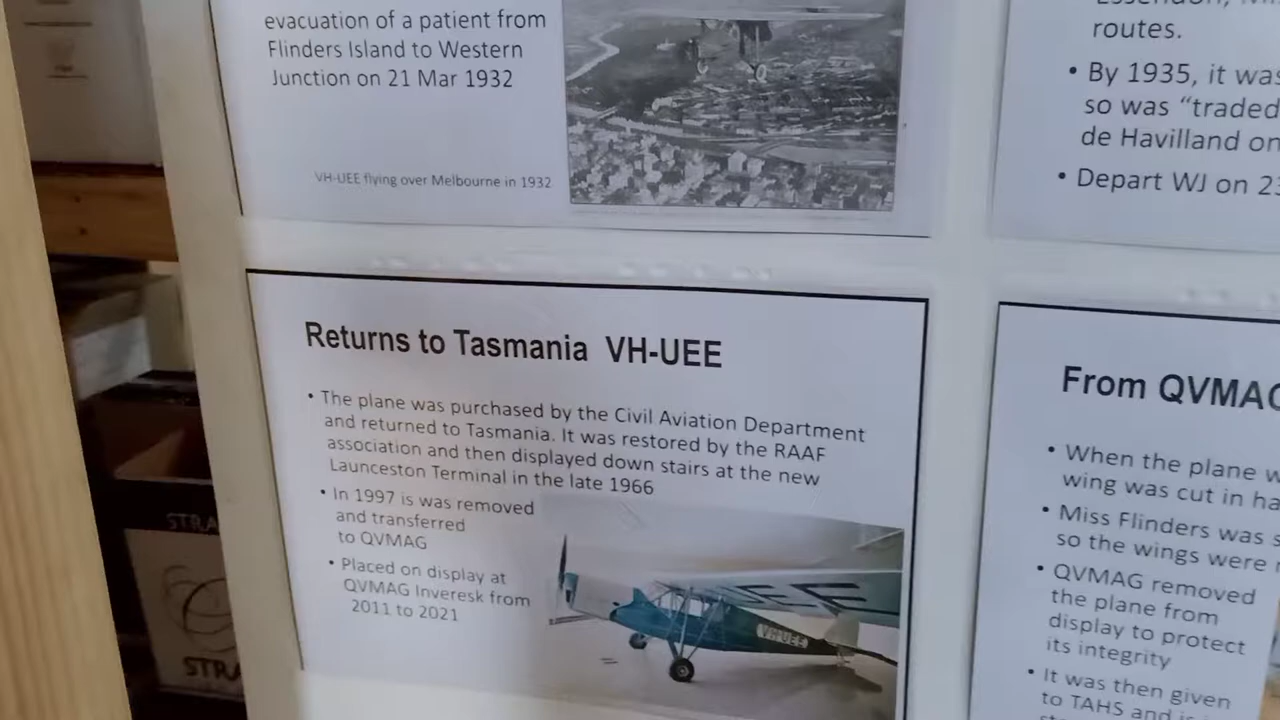 evacuation of a patient from
Flinders Island to Western
Junction on 21 Mar 1932
VH-UEE flying over Melbourne in 1932
routes.
• By 1935, it was
so was “traded
de Havilland on
• Depart WJ on
Returns to Tasmania VH-UEE
• The plane was purchased by the Civil Aviation Department
and returned to Tasmania. It was restored by the RAAF
association and then displayed down stairs at the new
Launceston Terminal in the late 1966
• In 1997 is was removed
and transferred
to QVMAG
• Placed on display at
QVMAG Inveresk from
2011 to 2021
VH-UEE
From QVMAG
• When the plane
wing was cut in
• Miss Flinders was
so the wings were
• QVMAG removed
the plane from
display to protect
its integrity
• It was then given
to TAHS and
STRA
STRA